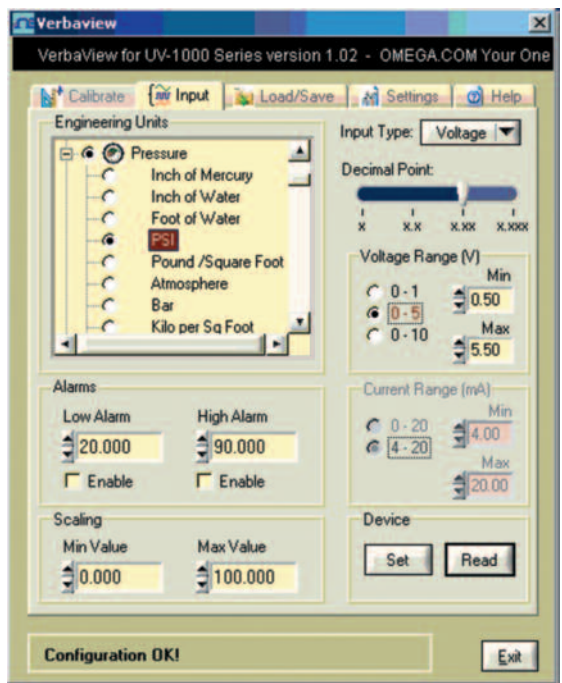 Verbaview
VerbaView for UV-1000 Series version 1.02 - OMEGA.COM Your One
Calibrate Input Load/Save Settings Help
Engineering Units
Pressure
Inch of Mercury
Inch of Water
Foot of Water
PSI
Pound /Square Foot
Atmosphere
Bar
Kilo per Sq Foot
Input Type: Voltage
Decimal Point:
x x.x x.xx x.xxx
Voltage Range (V)
0 - 1
0 - 5
0 - 10
Min
0.50
Max
5.50
Alarms
Low Alarm High Alarm
20.000 90.000
Enable Enable
Current Range (mA)
0 - 20
4 - 20
Min
4.00
Max
20.00
Scaling
Min Value Max Value
0.000 100.000
Device
Set Read
Configuration OK!
Exit